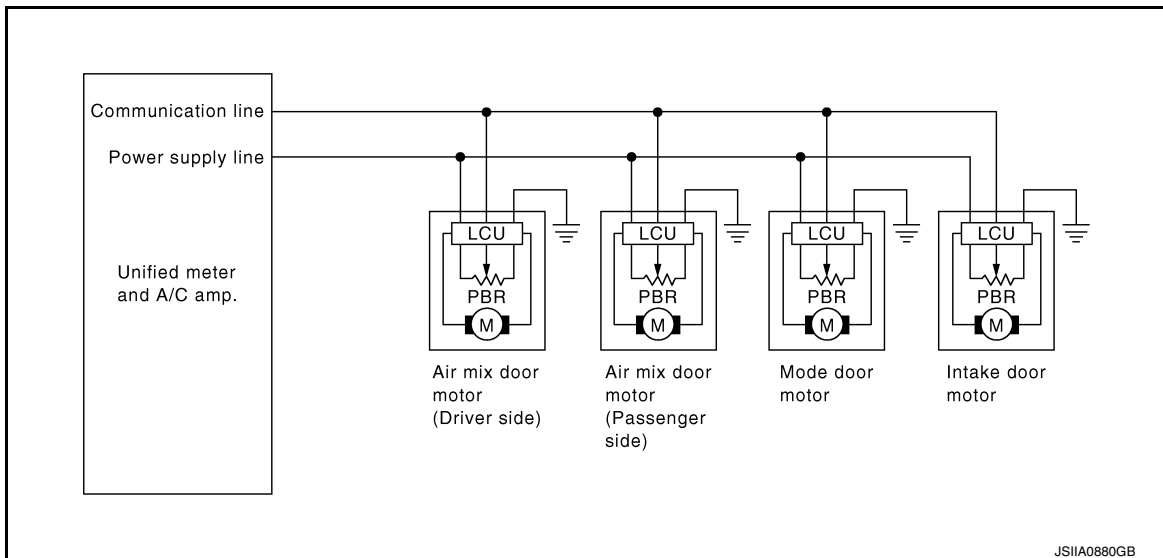 Communication line
Power supply line
Unified meter
and A/C amp.
LCU
PBR
M
Air mix door
motor
(Driver side)
LCU
PBR
M
Air mix door
motor
(Passenger
side)
LCU
PBR
M
Mode door
motor
LCU
PBR
M
Intake door
motor
JSIIA0880GB